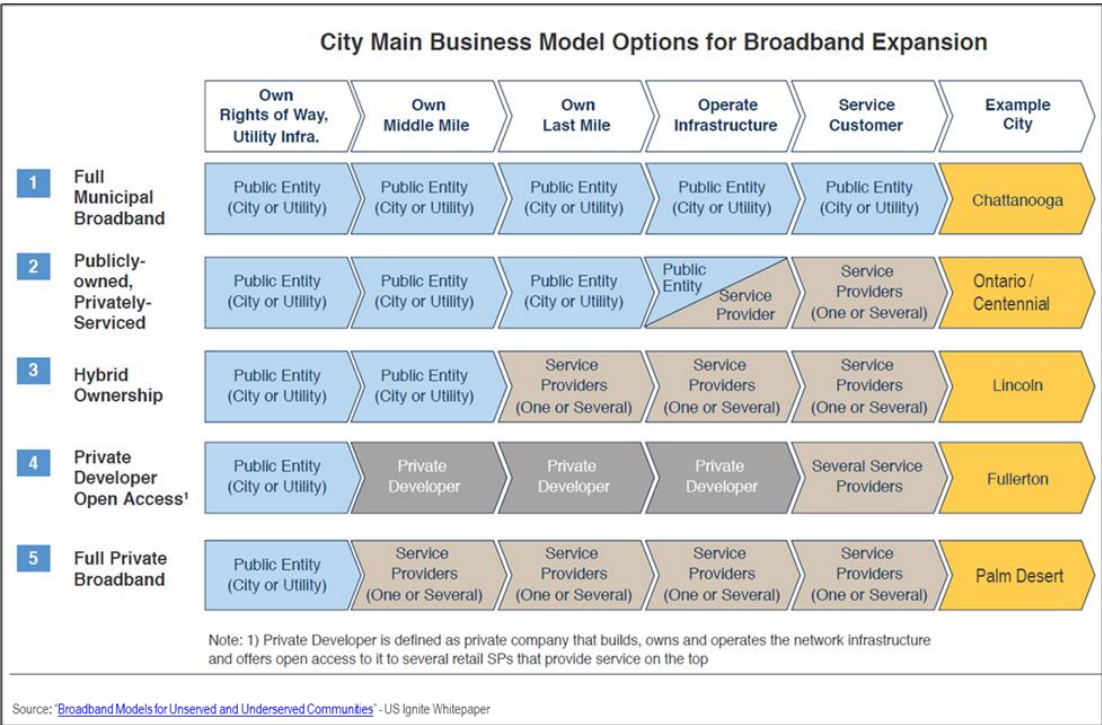 City Main Business Model Options for Broadband Expansion
Own
Rights of Way,
Utility Infra.
Own
Middle Mile
Own
Last Mile
Operate
Infrastructure
Service
Customer
Example
City
1
Full
Municipal
Broadband
Public Entity
(City or Utility)
Public Entity
(City or Utility)
Public Entity
(City or Utility)
Public Entity
(City or Utility)
Public Entity
(City or Utility)
Chattanooga
2
Publicly-
owned,
Privately-
Serviced
Public Entity
(City or Utility)
Public Entity
(City or Utility)
Public Entity
(City or Utility)
Public
Entity
Service
Provider
Service
Providers
(One or Several)
Ontario /
Centennial
3
Hybrid
Ownership
Public Entity
(City or Utility)
Public Entity
(City or Utility)
Service
Providers
(One or Several)
Service
Providers
(One or Several)
Service
Providers
(One or Several)
Lincoln
4
Private
Developer
Open Access¹
Public Entity
(City or Utility)
Private
Developer
Private
Developer
Private
Developer
Several Service
Providers
Fullerton
5
Full Private
Broadband
Public Entity
(City or Utility)
Service
Providers
(One or Several)
Service
Providers
(One or Several)
Service
Providers
(One or Several)
Service
Providers
(One or Several)
Palm Desert
Note: 1) Private Developer is defined as private company that builds, owns and operates the network infrastructure
and offers open access to it to several retail SPs that provide service on the top
Source: "Broadband Models for Unserved and Underserved Communities" - US Ignite Whitepaper